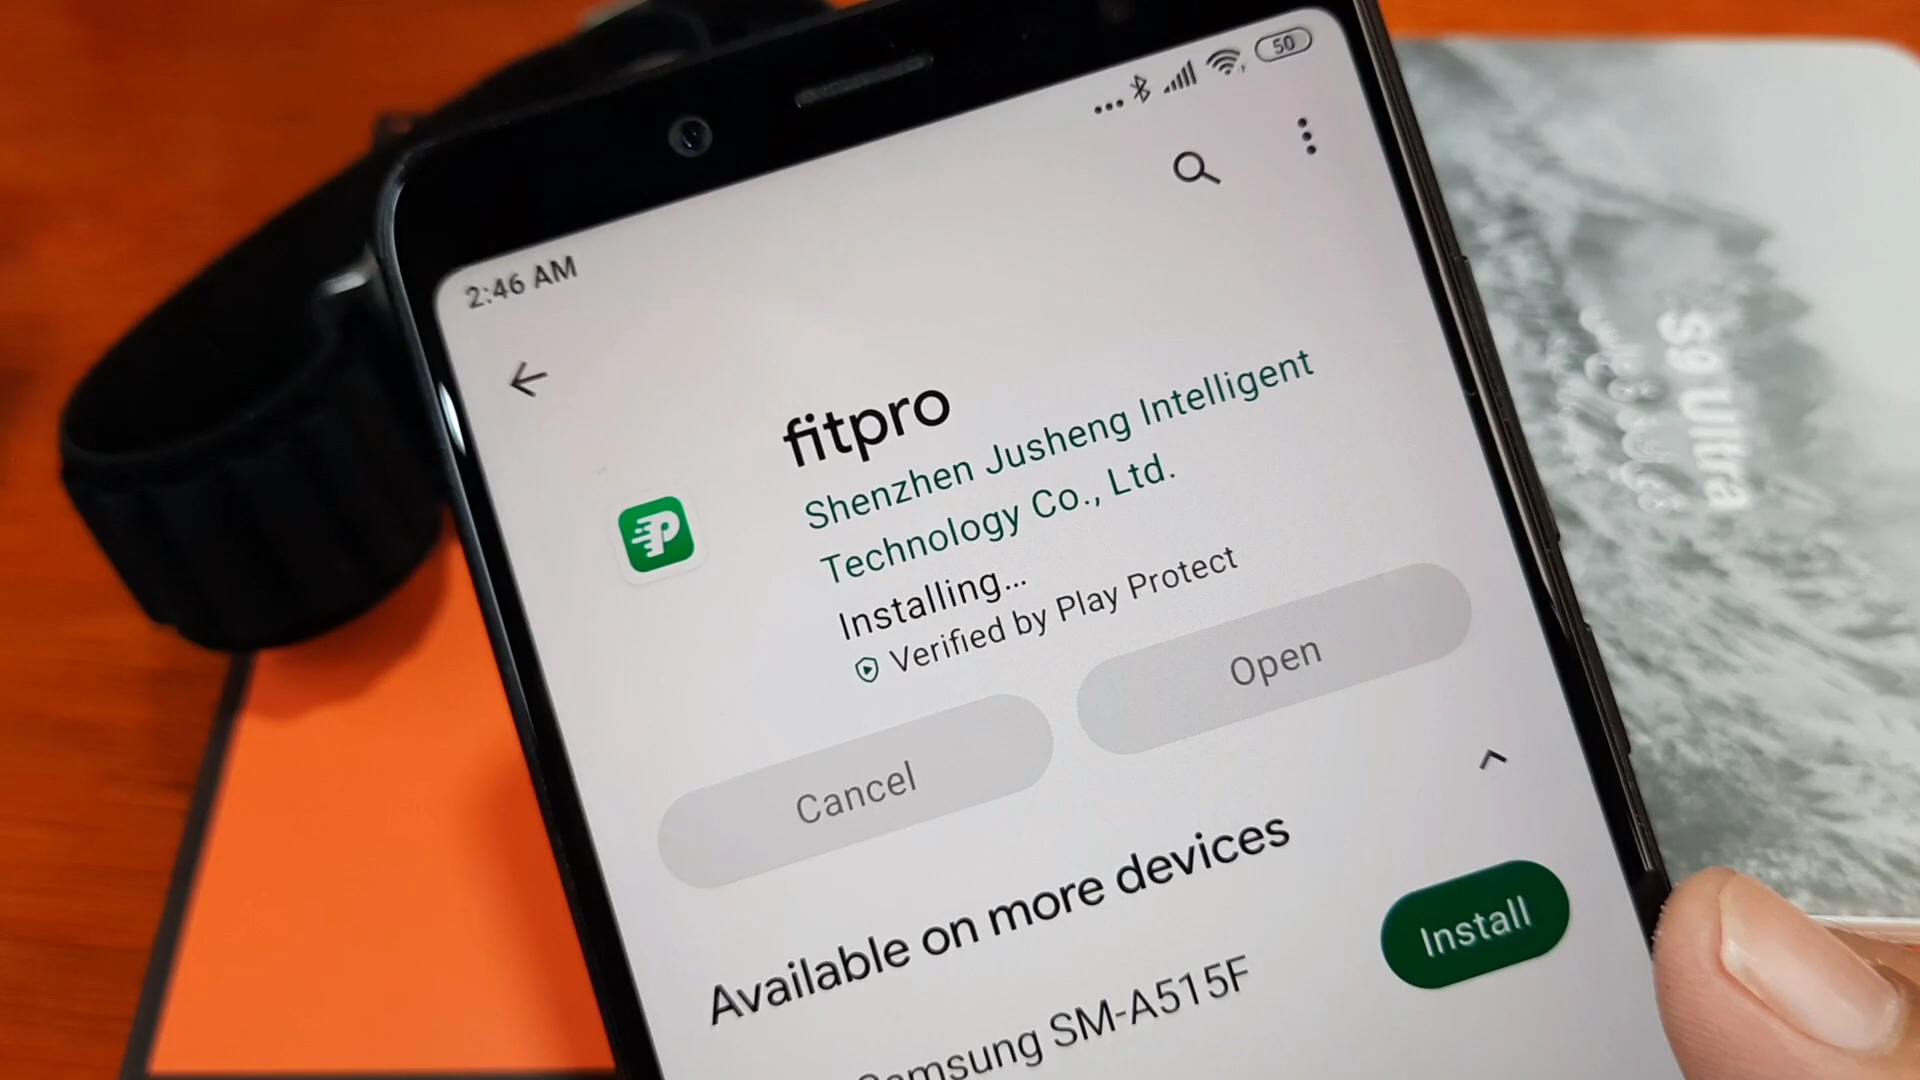 50
2:46 AM
fitpro
Shenzhen Jusheng Intelligent
Technology Co., Ltd.
Installing...
Verified by Play Protect
Cancel
Open
Available on more devices
Samsung SM-A515F
Install
S9 Ultra